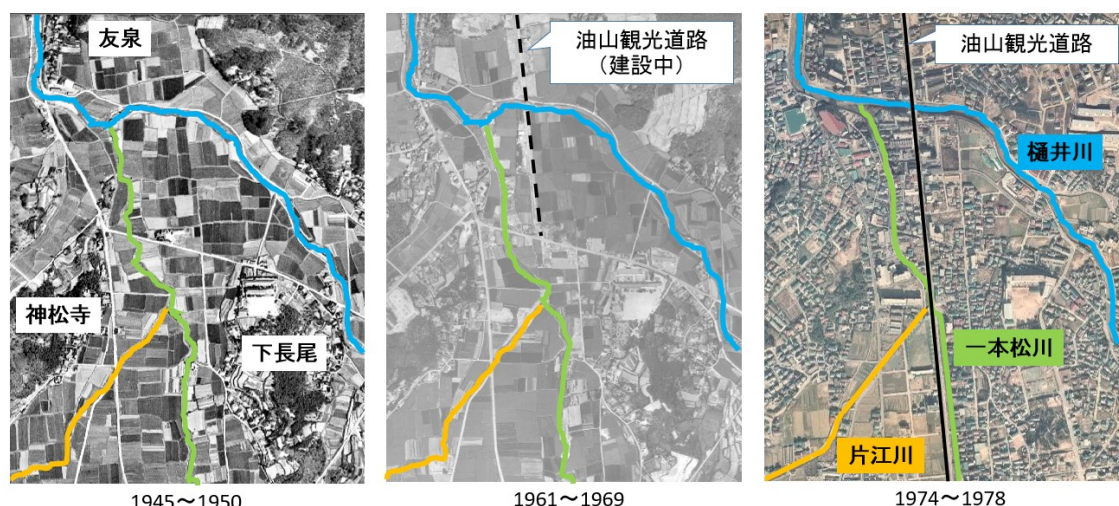 友泉
神松寺
下長尾
1945～1950
油山観光道路
（建設中）
1961～1969
油山観光道路
樋井川
一本松川
片江川
1974～1978